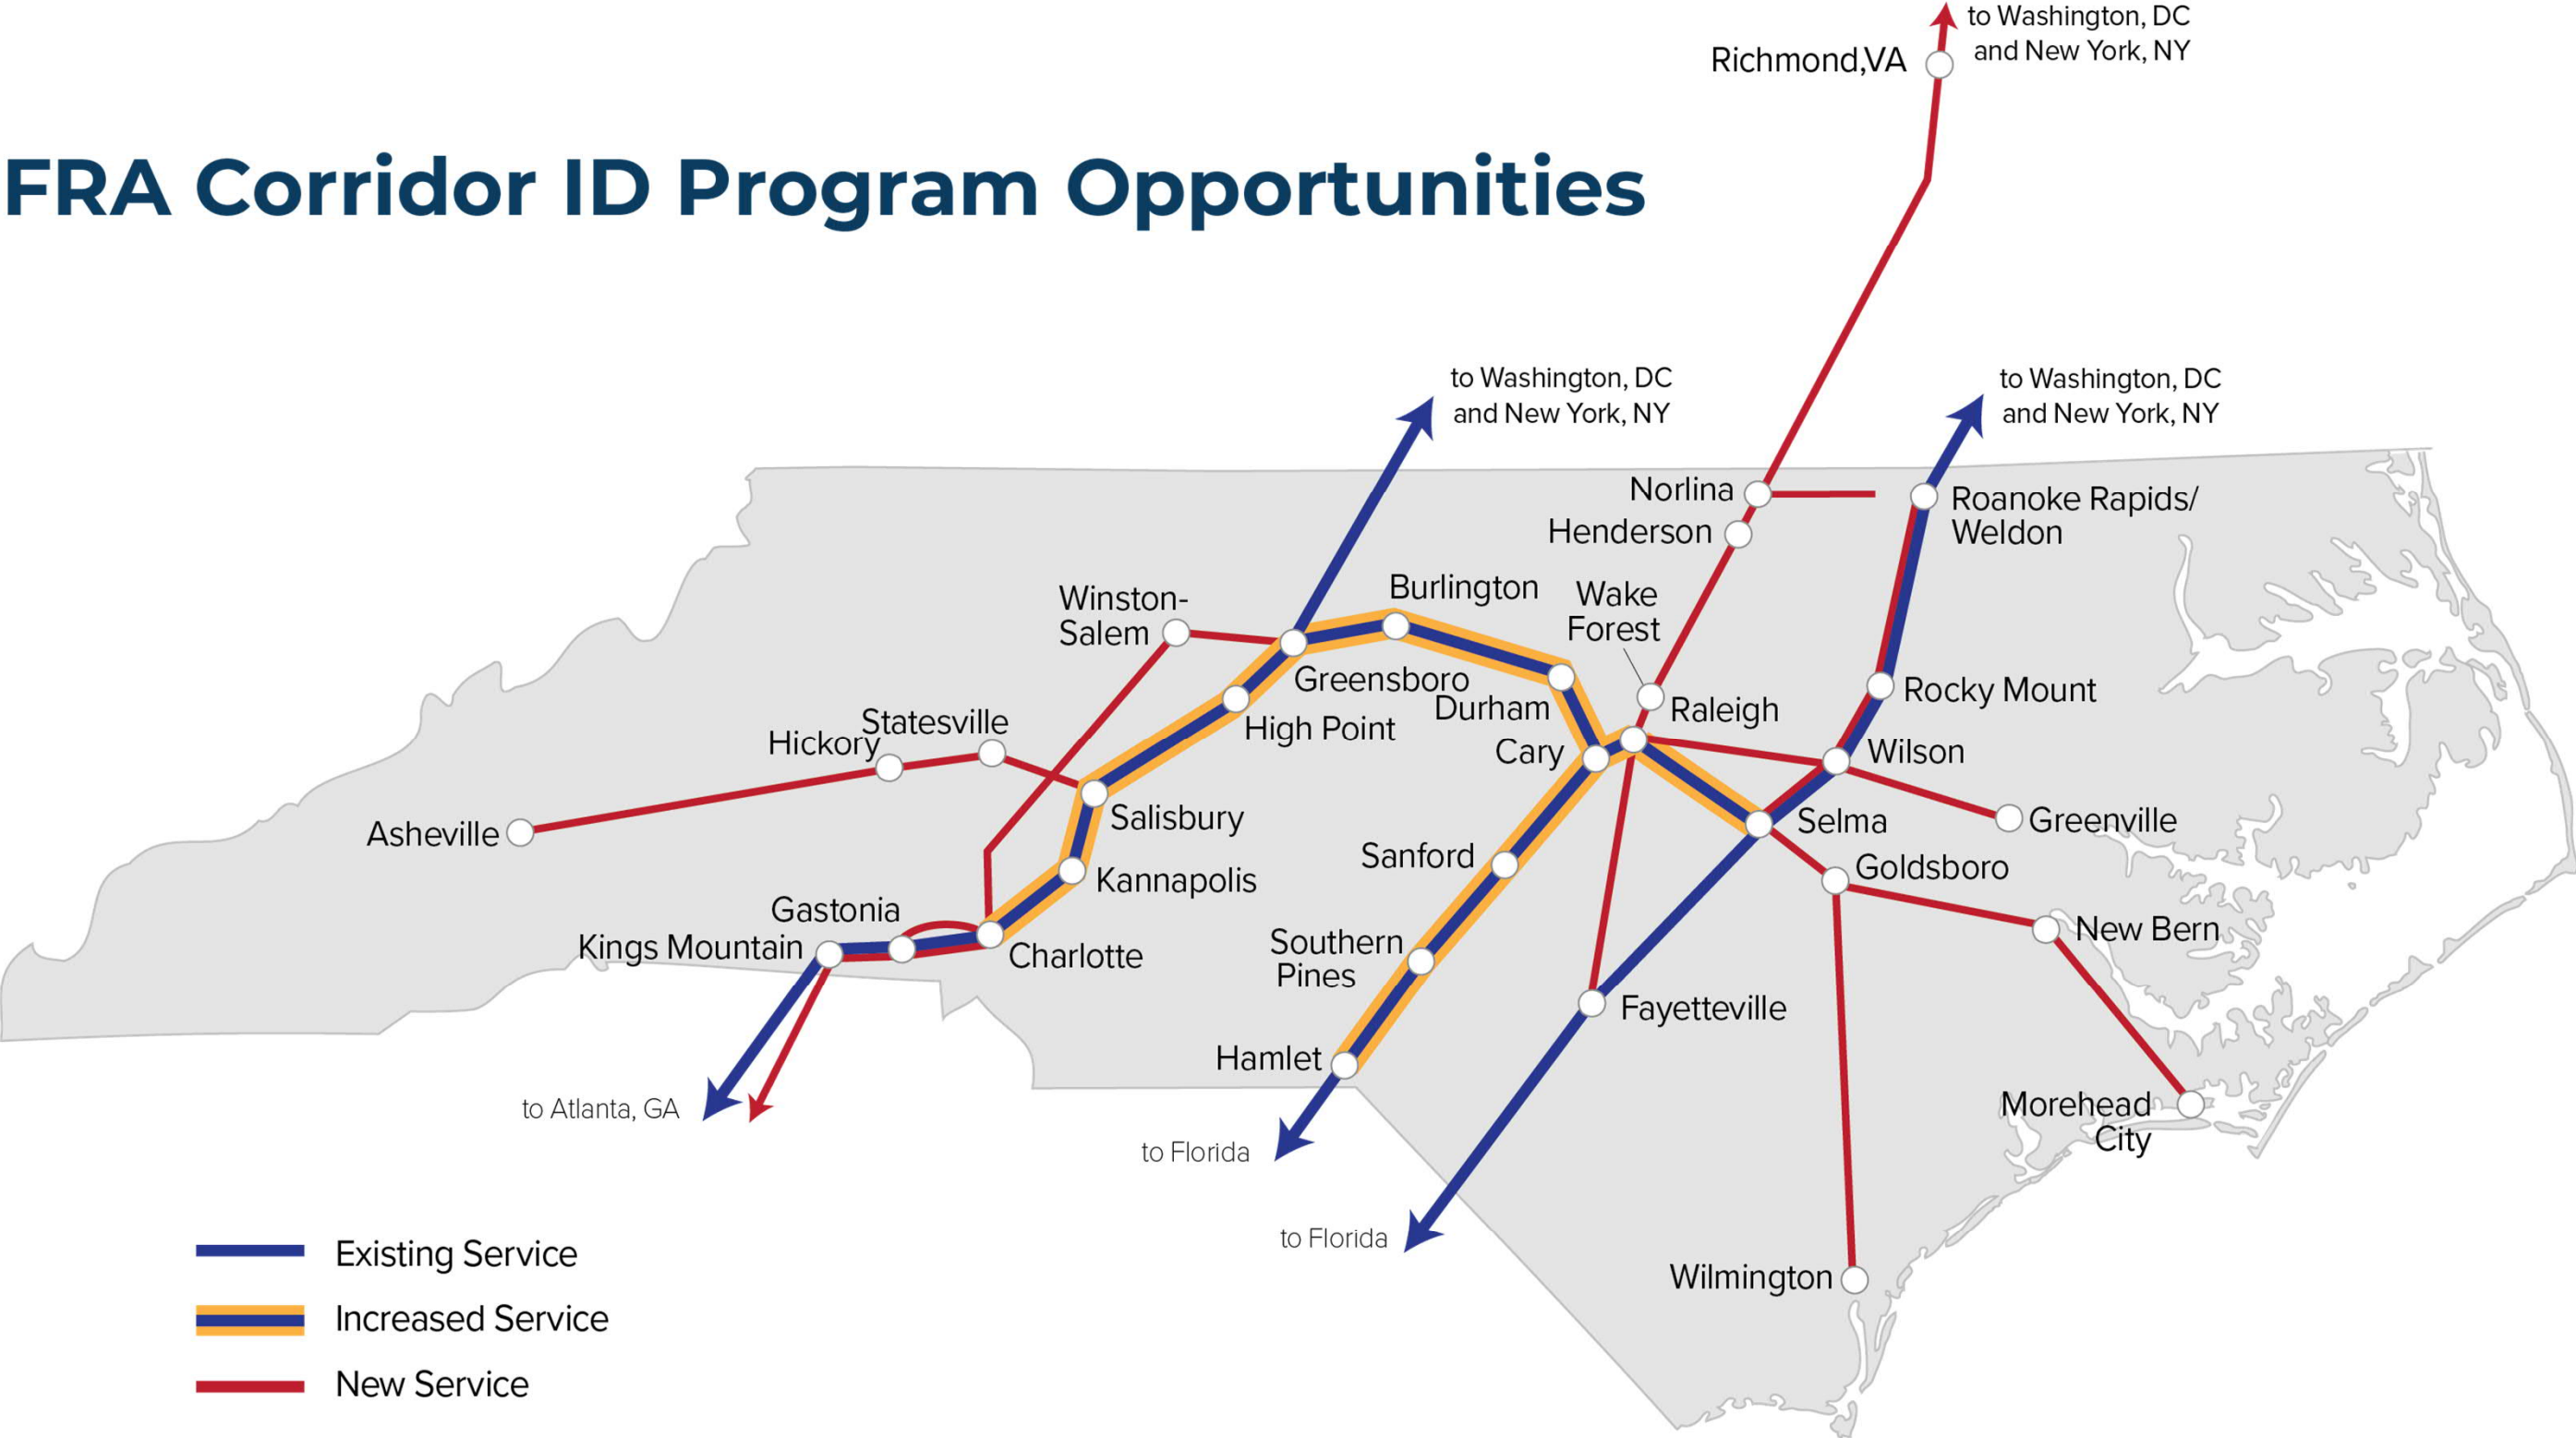 to Washington, DC
and New York, NY
Richmond,VA
FRA Corridor ID Program Opportunities
to Washington, DC
and New York, NY
to Washington, DC
and New York, NY
Norlina
Roanoke Rapids/
Weldon
Henderson
Burlington
Wake
Forest
Winston-
Salem
Greensboro
Durham
Raleigh
Rocky Mount
High Point
Statesville
Hickory
Cary
Wilson
Asheville
Salisbury
Selma
Greenville
Sanford
Goldsboro
Kannapolis
Gastonia
Kings Mountain
Charlotte
Southern
Pines
New Bern
Fayetteville
Hamlet
to Atlanta, GA
Morehead
City
to Florida
to Florida
Wilmington
Existing Service
Increased Service
New Service